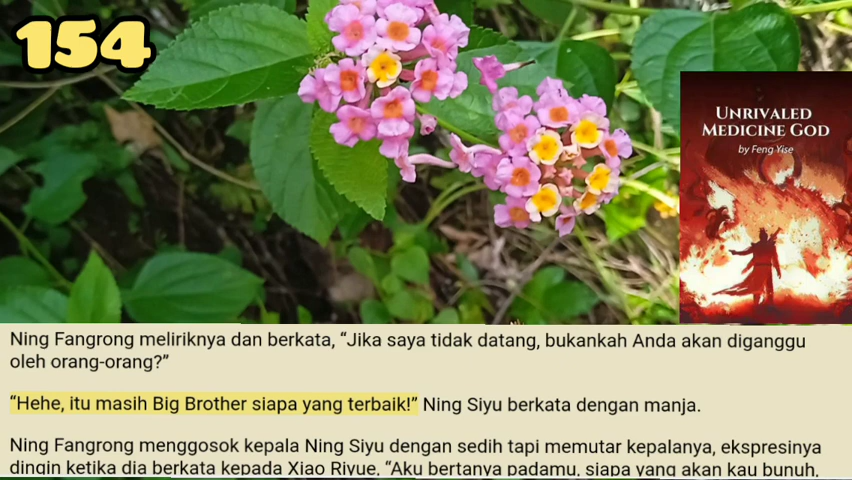 154
UNRIVALED
MEDICINE GOD
by Feng Yise
Ning Fangrong meliriknya dan berkata, “Jika saya tidak datang, bukankah Anda akan diganggu
oleh orang-orang?”
“Hehe, itu masih Big Brother siapa yang terbaik!” Ning Siyu berkata dengan manja.
Ning Fangrong menggosok kepala Ning Siyu dengan sedih tapi memutar kepalanya, ekspresinya
dingin ketika dia berkata kepada Xiao Riyue, “Aku bertanya padamu, siapa yang akan kau bunuh,